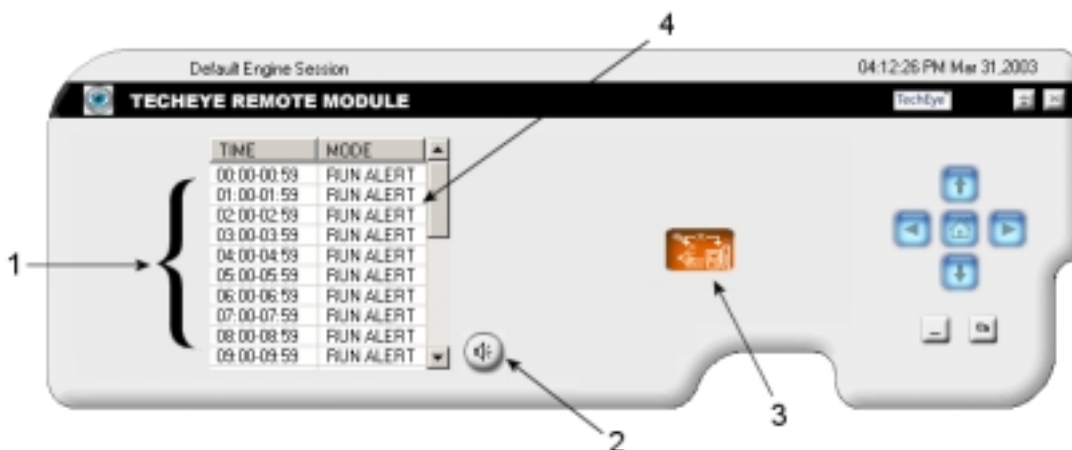 4
Default Engine Session 04:12:26 PM Mar 31,2003
TECHEYE REMOTE MODULE TechEye
TIME MODE
00:00-00:59 RUN ALERT
01:00-01:59 RUN ALERT
02:00-02:59 RUN ALERT
03:00-03:59 RUN ALERT
04:00-04:59 RUN ALERT
05:00-05:59 RUN ALERT
06:00-06:59 RUN ALERT
07:00-07:59 RUN ALERT
08:00-08:59 RUN ALERT
09:00-09:59 RUN ALERT
1
2
3